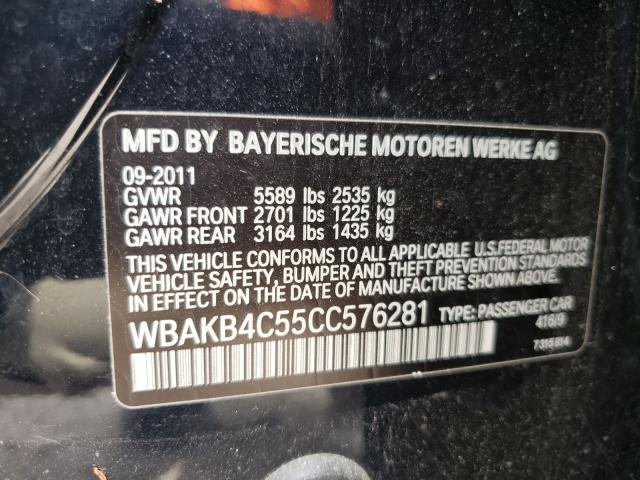 MFD BY BAYERISCHE MOTOREN WERKE AG
09-2011
GVWR 5589 lbs 2535 kg
GAWR FRONT 2701 lbs 1225 kg
GAWR REAR 3164 lbs 1435 kg
THIS VEHICLE CONFORMS TO ALL APPLICABLE U.S.FEDERAL MOTOR
VEHICLE SAFETY, BUMPER AND THEFT PREVENTION STANDARDS
IN EFFECT ON THE DATE OF MANUFACTURE SHOWN ABOVE.
WBAKB4C55CC576281 TYPE: PASSENGER CAR
416/9
7315814